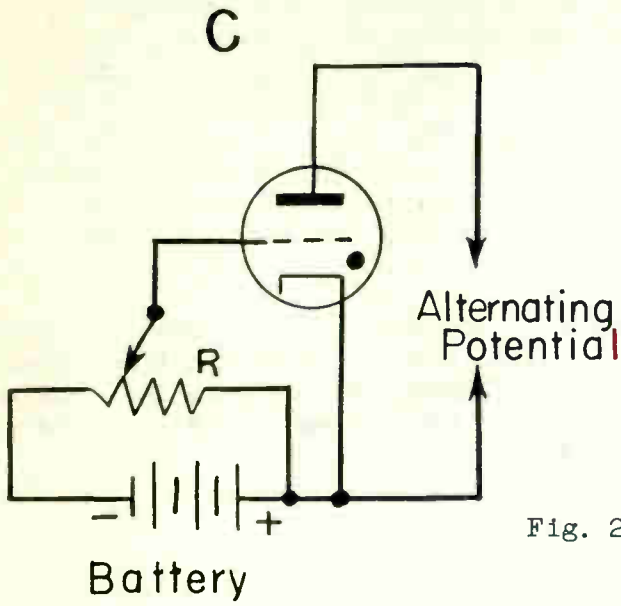 C
Alternating
Potential
R
- +
Battery
Fig. 2